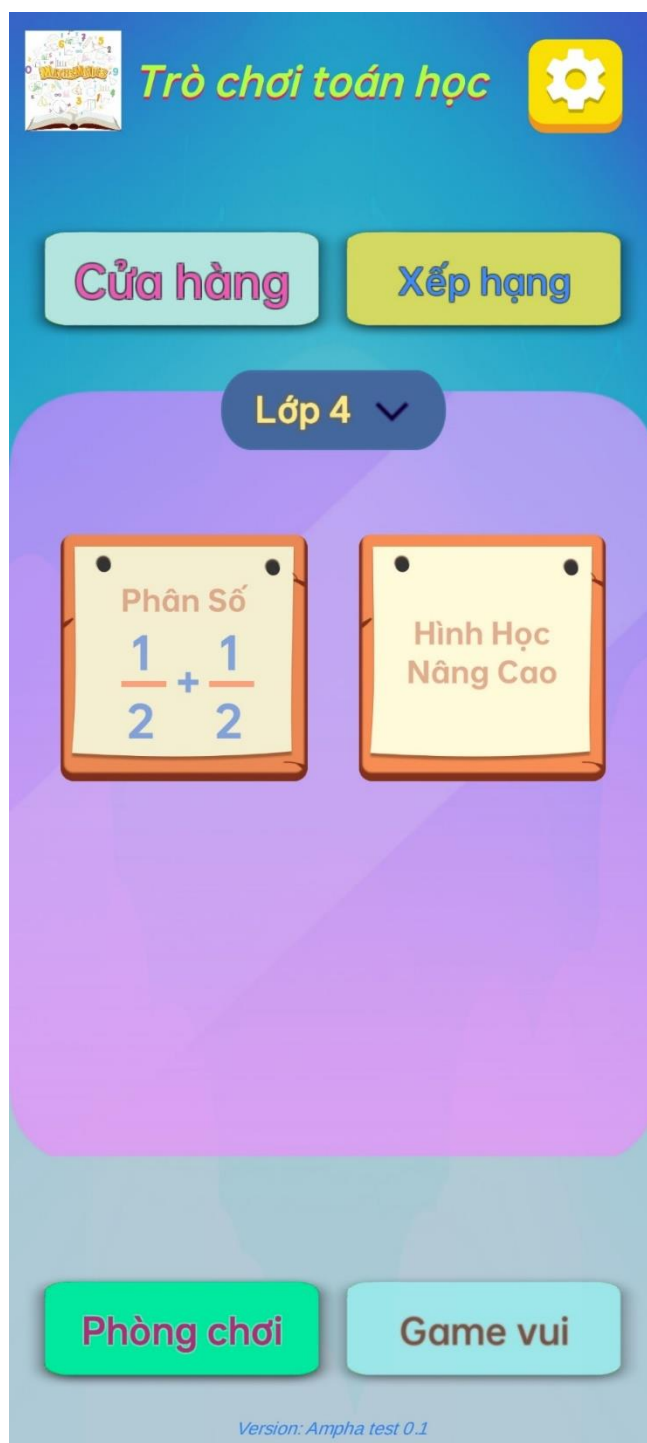 MATHEMATICS
Trò chơi toán học
Cửa hàng
Xếp hạng
Lớp 4
Phân Số
1/2 + 1/2
Hình Học
Nâng Cao
Phòng chơi
Game vui
Version: Ampha test 0.1